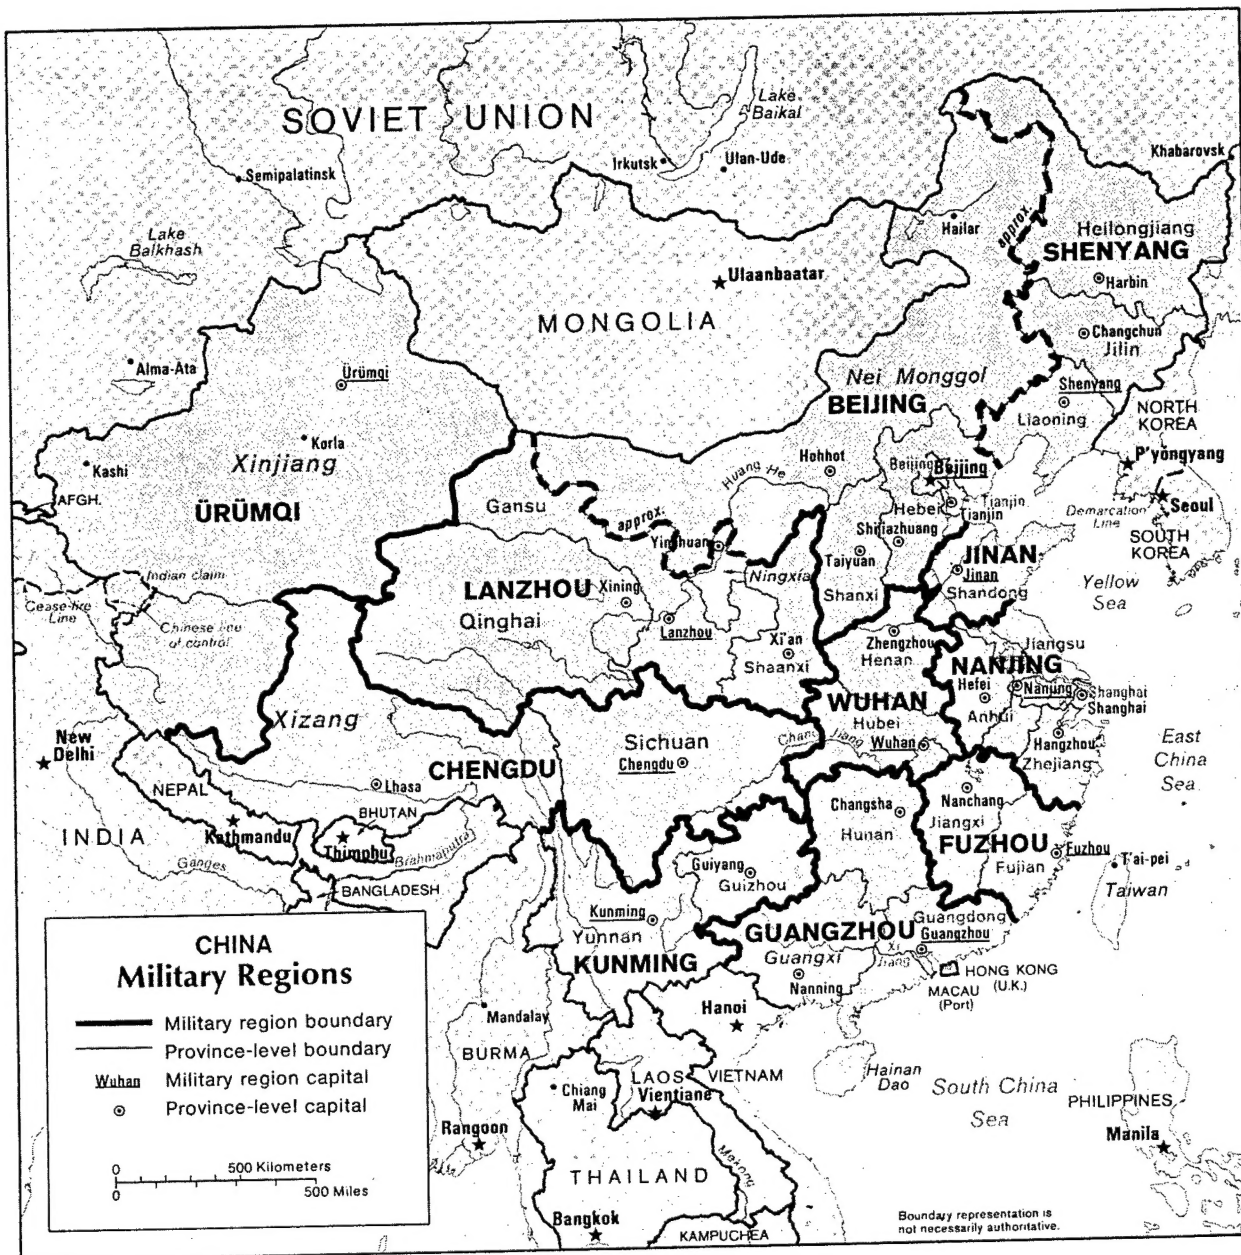 SOVIET UNION
Lake
Baikal
Irkutsk
Ulan-Ude
Khabarovsk
Semipalatinsk
Lake
Balkhash
Hailar
approx.
Heilongjiang
SHENYANG
Harbin
Ulaanbaatar
MONGOLIA
Changchun
Jilin
Alma-Ata
Ürümqi
Nei Monggol
BEIJING
Shenyang
Liaoning
NORTH
KOREA
P'yŏngyang
Korla
Kashi
Xinjiang
Hohhot
Huang He
Beijing
Beijing
AFGH.
ÜRÜMQI
Gansu
approx.
Hebei
Tianjin
Tianjin
Demarcation
Line
Seoul
SOUTH
KOREA
Yinchuan
Shijiazhuang
Taiyuan
JINAN
Jinan
Shandong
Yellow
Sea
Indian claim
Cease-fire
Line
Chinese line
of control
LANZHOU
Xining
Qinghai
Ningxia
Shanxi
Lanzhou
Xi'an
Shaanxi
Zhengzhou
Henan
Jiangsu
NANJING
Hefei
Nanjing
Shanghai
Shanghai
Anhui
Xizang
WUHAN
Hubei
Wuhan
Chang
Jiang
Hangzhou
Zhejiang
East
China
Sea
New
Delhi
Sichuan
Chengdu
CHENGDU
Lhasa
NEPAL
BHUTAN
Kathmandu
Thimphu
Brahmaputra
INDIA
Ganges
BANGLADESH
Changsha
Hunan
Nanchang
Jiangxi
FUZHOU
Fuzhou
Fujian
T'ai-pei
Taiwan
Guiyang
Guizhou
Kunming
Yunnan
KUNMING
GUANGZHOU
Guangdong
Guangzhou
Guangxi
Xi
Jiang
Nanning
HONG KONG
(U.K.)
MACAU
(Port)
Hanoi
Mandalay
BURMA
LAOS
VIETNAM
Vientiane
Chiang
Mai
Hainan
Dao
South China
Sea
PHILIPPINES
Manila
Rangoon
THAILAND
Mekong
Bangkok
KAMPUCHEA
CHINA
Military Regions
Military region boundary
Province-level boundary
Wuhan Military region capital
Province-level capital
0 500 Kilometers
0 500 Miles
Boundary representation is
not necessarily authoritative.